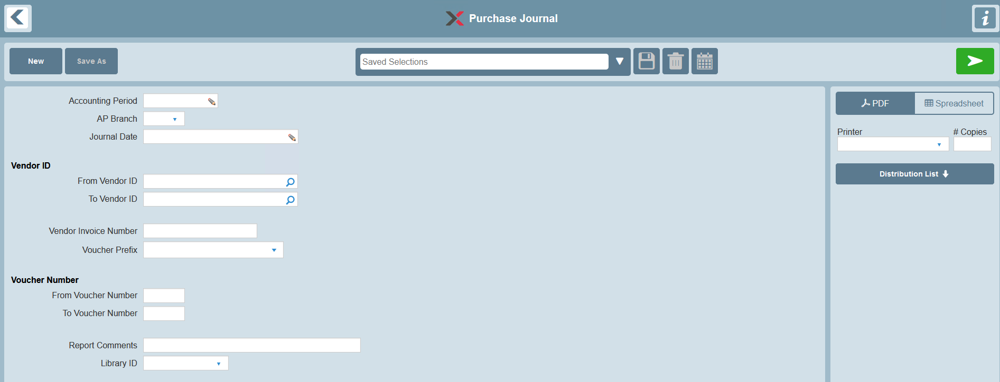 Purchase Journal
i
New
Save As
Saved Selections
Accounting Period
AP Branch
Journal Date
Vendor ID
From Vendor ID
To Vendor ID
Vendor Invoice Number
Voucher Prefix
Voucher Number
From Voucher Number
To Voucher Number
Report Comments
Library ID
PDF
Spreadsheet
Printer
# Copies
Distribution List